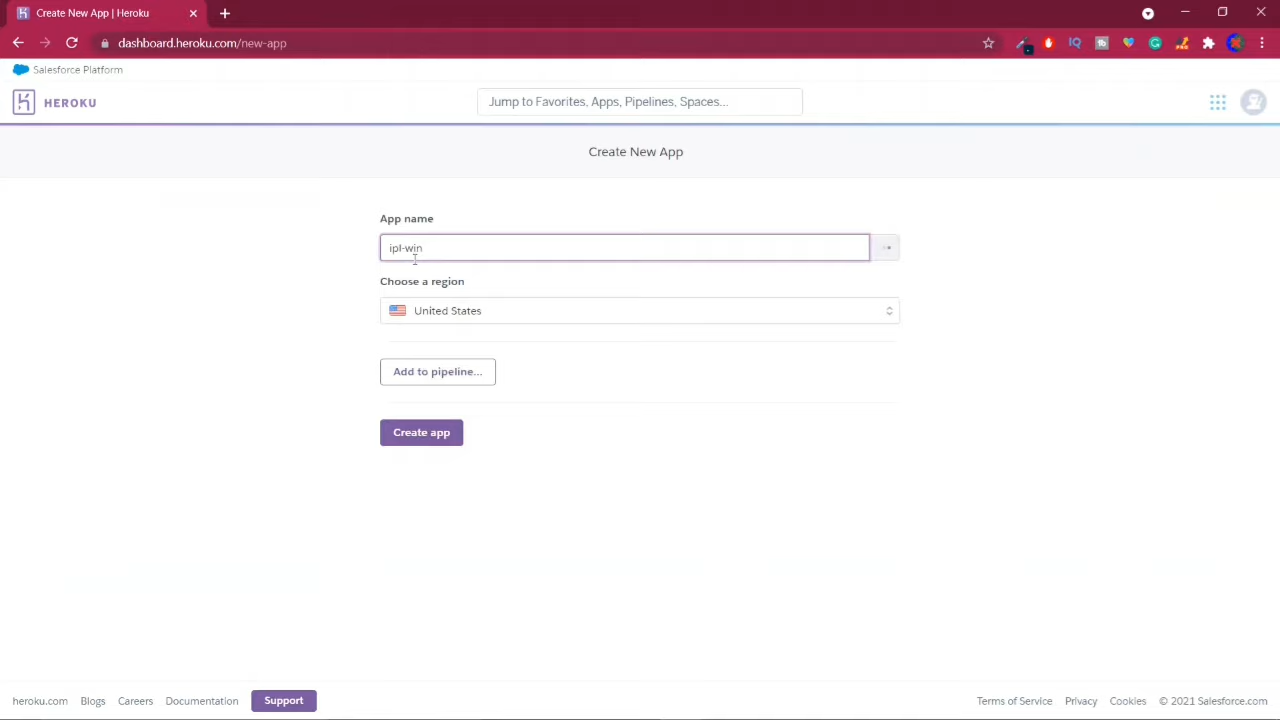 Create New App | Heroku
dashboard.heroku.com/new-app
Salesforce Platform
HEROKU
Jump to Favorites, Apps, Pipelines, Spaces...
Create New App
App name
ipl-win
Choose a region
United States
Add to pipeline...
Create app
heroku.com Blogs Careers Documentation Support Terms of Service Privacy Cookies © 2021 Salesforce.com